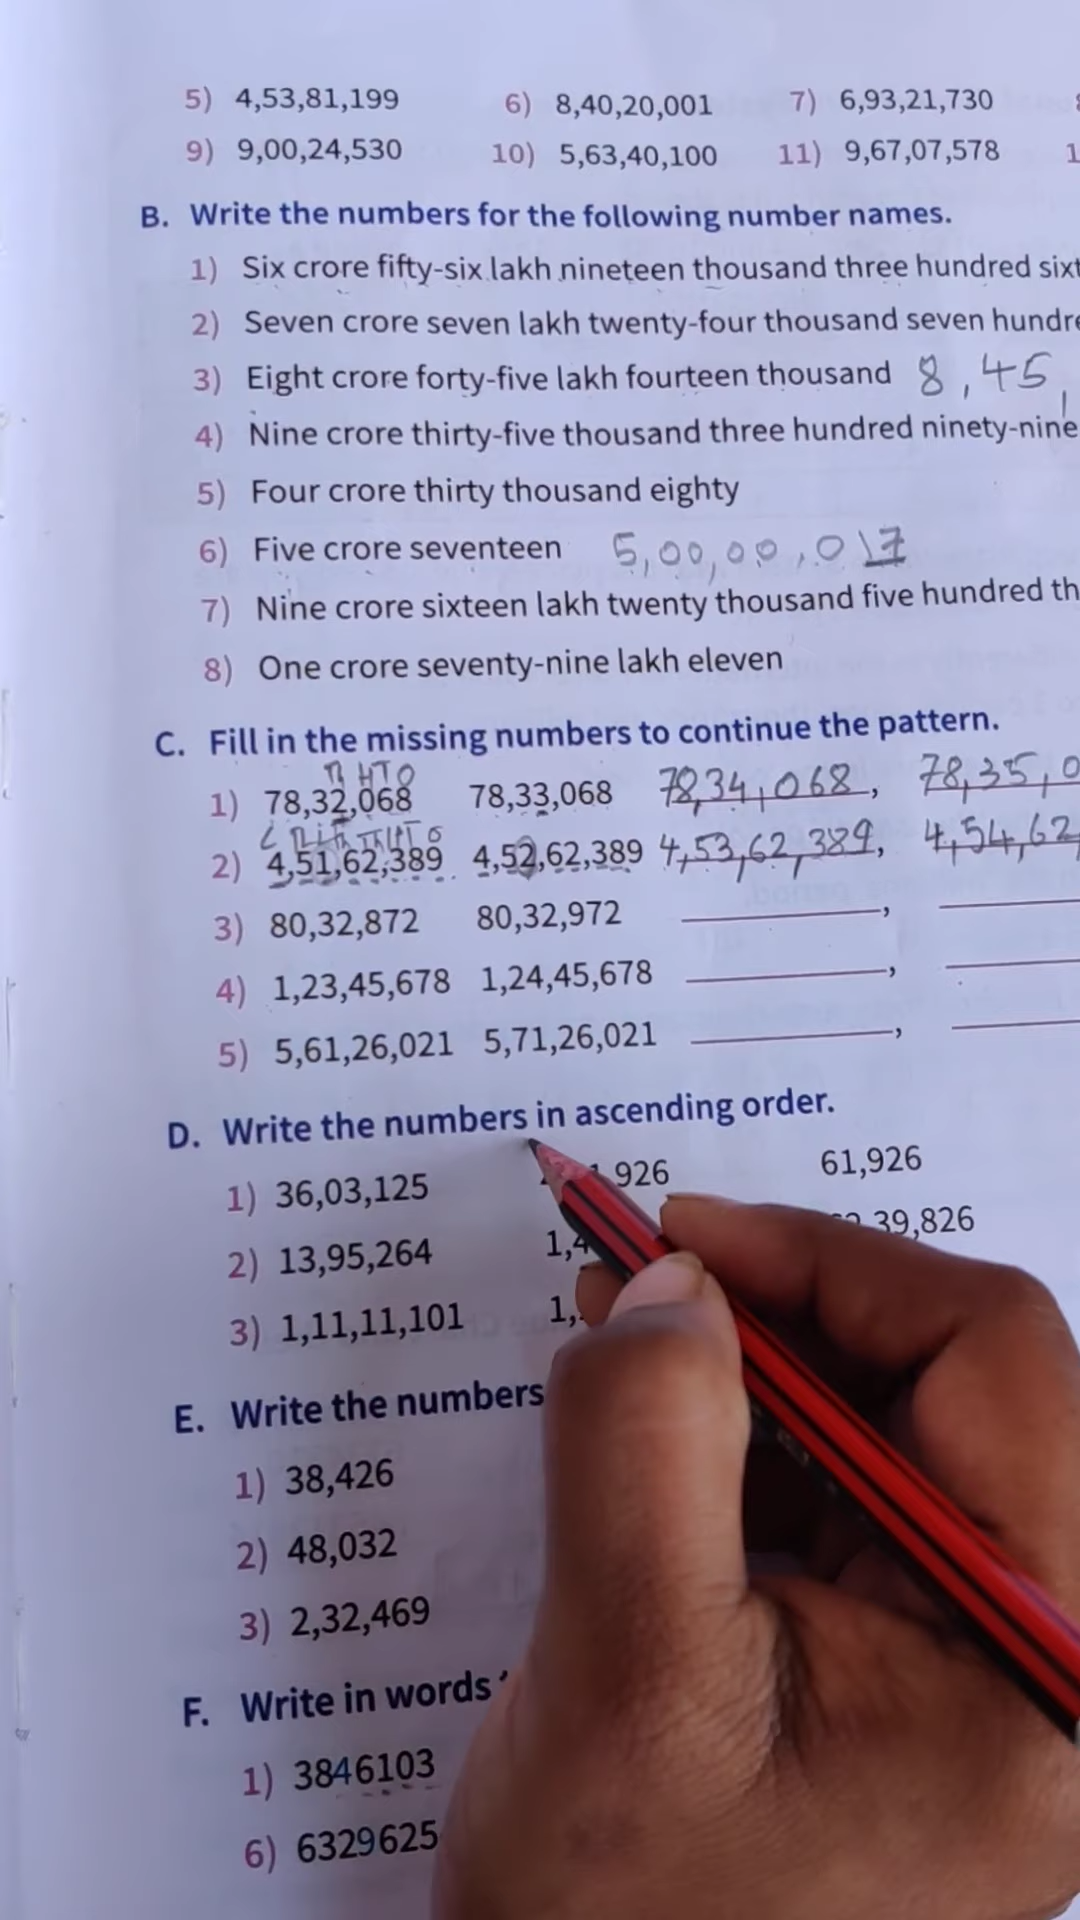 5) 4,53,81,199 6) 8,40,20,001 7) 6,93,21,730
9) 9,00,24,530 10) 5,63,40,100 11) 9,67,07,578
B. Write the numbers for the following number names.
1) Six crore fifty-six lakh nineteen thousand three hundred
2) Seven crore seven lakh twenty-four thousand seven
3) Eight crore forty-five lakh fourteen thousand 8,45,
4) Nine crore thirty-five thousand three hundred ninety-nine
5) Four crore thirty thousand eighty
6) Five crore seventeen 5,00,00,017
7) Nine crore sixteen lakh twenty thousand five hundred
8) One crore seventy-nine lakh eleven
C. Fill in the missing numbers to continue the pattern.
Th H T O
1) 78,32,068 78,33,068 78,34,068, 78,35,0
2) 4,51,62,389 4,52,62,389 4,53,62,389, 4,54,62,
3) 80,32,872 80,32,972 ,
4) 1,23,45,678 1,24,45,678 ,
5) 5,61,26,021 5,71,26,021 ,
D. Write the numbers in ascending order.
1) 36,03,125 926 61,926
2) 13,95,264 1,4 39,826
3) 1,11,11,101 1,
E. Write the numbers
1) 38,426
2) 48,032
3) 2,32,469
F. Write in words
1) 3846103
6) 6329625